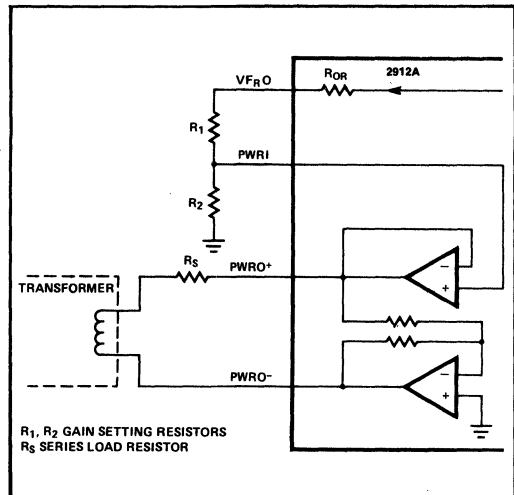 VFRO
ROR
2912A
R1
PWRI
R2
RS
PWRO+
TRANSFORMER
PWRO−
R1, R2 GAIN SETTING RESISTORS
RS SERIES LOAD RESISTOR
−
+
−
+